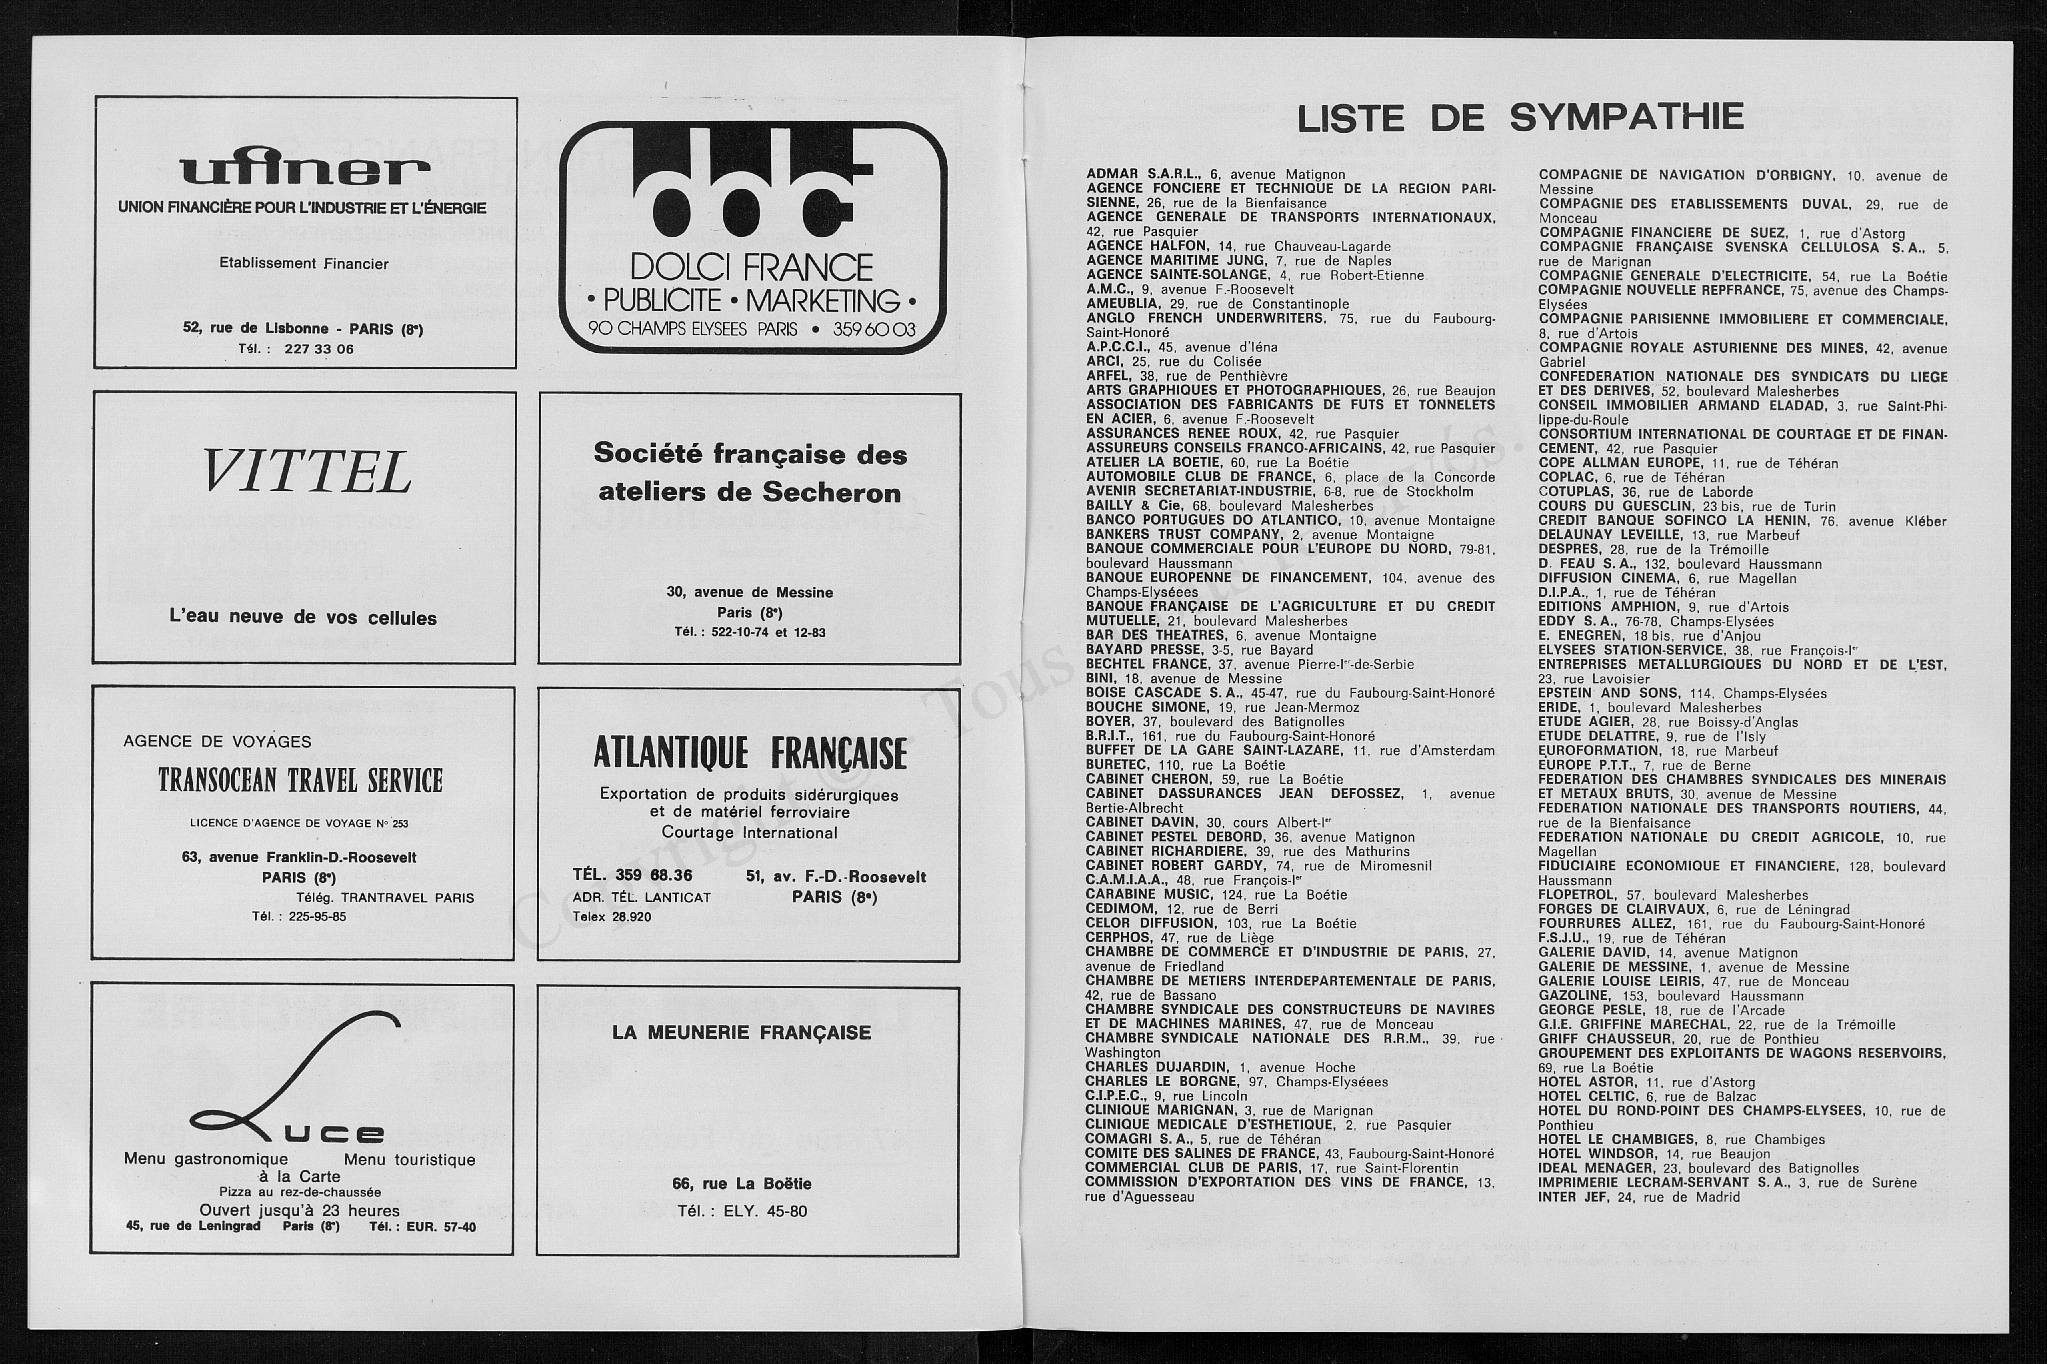 ufiner
UNION FINANCIÈRE POUR L'INDUSTRIE ET L'ÉNERGIE
Etablissement Financier
52, rue de Lisbonne - PARIS (8e)
Tél. : 227 33 06
DOLCI FRANCE
• PUBLICITE • MARKETING •
90 CHAMPS ELYSEES PARIS • 359 60 03
VITTEL
L'eau neuve de vos cellules
Société française des
ateliers de Secheron
30, avenue de Messine
Paris (8e)
Tél. : 522-10-74 et 12-83
AGENCE DE VOYAGES
TRANSOCEAN TRAVEL SERVICE
LICENCE D'AGENCE DE VOYAGE N° 253
63, avenue Franklin-D.-Roosevelt
PARIS (8e)
Télég. TRANTRAVEL PARIS
Tél. : 225-95-85
ATLANTIQUE FRANÇAISE
Exportation de produits sidérurgiques
et de matériel ferroviaire
Courtage International
TÉL. 359 68.36 51, av. F.-D.-Roosevelt
ADR. TÉL. LANTICAT PARIS (8e)
Telex 28.920
Luce
Menu gastronomique Menu touristique
à la Carte
Pizza au rez-de-chaussée
Ouvert jusqu'à 23 heures
45, rue de Leningrad Paris (8e) Tél. : EUR. 57-40
LA MEUNERIE FRANÇAISE
66, rue La Boëtie
Tél. : ELY. 45-80
LISTE DE SYMPATHIE
ADMAR S.A.R.L., 6, avenue Matignon
AGENCE FONCIERE ET TECHNIQUE DE LA REGION PARI-
SIENNE, 26, rue de la Bienfaisance
AGENCE GENERALE DE TRANSPORTS INTERNATIONAUX,
42, rue Pasquier
AGENCE HALFON, 14, rue Chauveau-Lagarde
AGENCE MARITIME JUNG, 7, rue de Naples
AGENCE SAINTE-SOLANGE, 4, rue Robert-Etienne
A.M.C., 9, avenue F.-Roosevelt
AMEUBLIA, 29, rue de Constantinople
ANGLO FRENCH UNDERWRITERS, 75, rue du Faubourg-
Saint-Honoré
A.P.C.C.I., 45, avenue d'Iéna
ARCI, 25, rue du Colisée
ARFEL, 38, rue de Penthièvre
ARTS GRAPHIQUES ET PHOTOGRAPHIQUES, 26, rue Beaujon
ASSOCIATION DES FABRICANTS DE FUTS ET TONNELETS
EN ACIER, 6, avenue F.-Roosevelt
ASSURANCES RENEE ROUX, 42, rue Pasquier
ASSUREURS CONSEILS FRANCO-AFRICAINS, 42, rue Pasquier
ATELIER LA BOETIE, 60, rue La Boétie
AUTOMOBILE CLUB DE FRANCE, 6, place de la Concorde
AVENIR SECRETARIAT-INDUSTRIE, 6-8, rue de Stockholm
BAILLY & Cie, 68, boulevard Malesherbes
BANCO PORTUGUES DO ATLANTICO, 10, avenue Montaigne
BANKERS TRUST COMPANY, 2, avenue Montaigne
BANQUE COMMERCIALE POUR L'EUROPE DU NORD, 79-81,
boulevard Haussmann
BANQUE EUROPENNE DE FINANCEMENT, 104, avenue des
Champs-Elyséees
BANQUE FRANÇAISE DE L'AGRICULTURE ET DU CREDIT
MUTUELLE, 21, boulevard Malesherbes
BAR DES THEATRES, 6, avenue Montaigne
BAYARD PRESSE, 3-5, rue Bayard
BECHTEL FRANCE, 37, avenue Pierre-Ier-de-Serbie
BINI, 18, avenue de Messine
BOISE CASCADE S. A., 45-47, rue du Faubourg-Saint-Honoré
BOUCHE SIMONE, 19, rue Jean-Mermoz
BOYER, 37, boulevard des Batignolles
B.R.I.T., 161, rue du Faubourg-Saint-Honoré
BUFFET DE LA GARE SAINT-LAZARE, 11, rue d'Amsterdam
BURETEC, 110, rue La Boétie
CABINET CHERON, 59, rue La Boétie
CABINET DASSURANCES JEAN DEFOSSEZ, 1, avenue
Bertie-Albrecht
CABINET DAVIN, 30, cours Albert-Ier
CABINET PESTEL DEBORD, 36, avenue Matignon
CABINET RICHARDIERE, 39, rue des Mathurins
CABINET ROBERT GARDY, 74, rue de Miromesnil
C.A.M.I.A.A., 48, rue François-Ier
CARABINE MUSIC, 124, rue La Boétie
CEDIMOM, 12, rue de Berri
CELOR DIFFUSION, 103, rue La Boétie
CERPHOS, 47, rue de Liège
CHAMBRE DE COMMERCE ET D'INDUSTRIE DE PARIS, 27,
avenue de Friedland
CHAMBRE DE METIERS INTERDEPARTEMENTALE DE PARIS,
42, rue de Bassano
CHAMBRE SYNDICALE DES CONSTRUCTEURS DE NAVIRES
ET DE MACHINES MARINES, 47, rue de Monceau
CHAMBRE SYNDICALE NATIONALE DES R.R.M., 39, rue
Washington
CHARLES DUJARDIN, 1, avenue Hoche
CHARLES LE BORGNE, 97, Champs-Elyséees
C.I.P.E.C., 9, rue Lincoln
CLINIQUE MARIGNAN, 3, rue de Marignan
CLINIQUE MEDICALE D'ESTHETIQUE, 2, rue Pasquier
COMAGRI S. A., 5, rue de Téhéran
COMITE DES SALINES DE FRANCE, 43, Faubourg-Saint-Honoré
COMMERCIAL CLUB DE PARIS, 17, rue Saint-Florentin
COMMISSION D'EXPORTATION DES VINS DE FRANCE, 13,
rue d'Aguesseau
COMPAGNIE DE NAVIGATION D'ORBIGNY, 10, avenue de
Messine
COMPAGNIE DES ETABLISSEMENTS DUVAL, 29, rue de
Monceau
COMPAGNIE FINANCIERE DE SUEZ, 1, rue d'Astorg
COMPAGNIE FRANÇAISE SVENSKA CELLULOSA S. A., 5,
rue de Marignan
COMPAGNIE GENERALE D'ELECTRICITE, 54, rue La Boétie
COMPAGNIE NOUVELLE REPFRANCE, 75, avenue des Champs-
Elysées
COMPAGNIE PARISIENNE IMMOBILIERE ET COMMERCIALE,
8, rue d'Artois
COMPAGNIE ROYALE ASTURIENNE DES MINES, 42, avenue
Gabriel
CONFEDERATION NATIONALE DES SYNDICATS DU LIEGE
ET DES DERIVES, 52, boulevard Malesherbes
CONSEIL IMMOBILIER ARMAND ELADAD, 3, rue Saint-Phi-
lippe-du-Roule
CONSORTIUM INTERNATIONAL DE COURTAGE ET DE FINAN-
CEMENT, 42, rue Pasquier
COPE ALLMAN EUROPE, 11, rue de Téhéran
COPLAC, 6, rue de Téhéran
COTUPLAS, 36, rue de Laborde
COURS DU GUESCLIN, 23 bis, rue de Turin
CREDIT BANQUE SOFINCO LA HENIN, 76, avenue Kléber
DELAUNAY LEVEILLE, 13, rue Marbeuf
DESPRES, 28, rue de la Trémoille
D. FEAU S. A., 132, boulevard Haussmann
DIFFUSION CINEMA, 6, rue Magellan
D.I.P.A., 1, rue de Téhéran
EDITIONS AMPHION, 9, rue d'Artois
EDDY S. A., 76-78, Champs-Elysées
E. ENEGREN, 18 bis, rue d'Anjou
ELYSEES STATION-SERVICE, 38, rue François-Ier
ENTREPRISES METALLURGIQUES DU NORD ET DE L'EST,
23, rue Lavoisier
EPSTEIN AND SONS, 114, Champs-Elysées
ERIDE, 1, boulevard Malesherbes
ETUDE AGIER, 28, rue Boissy-d'Anglas
ETUDE DELATTRE, 9, rue de l'Isly
EUROFORMATION, 18, rue Marbeuf
EUROPE P.T.T., 7, rue de Berne
FEDERATION DES CHAMBRES SYNDICALES DES MINERAIS
ET METAUX BRUTS, 30, avenue de Messine
FEDERATION NATIONALE DES TRANSPORTS ROUTIERS, 44,
rue de la Bienfaisance
FEDERATION NATIONALE DU CREDIT AGRICOLE, 10, rue
Magellan
FIDUCIAIRE ECONOMIQUE ET FINANCIERE, 128, boulevard
Haussmann
FLOPETROL, 57, boulevard Malesherbes
FORGES DE CLAIRVAUX, 6, rue de Léningrad
FOURRURES ALLEZ, 161, rue du Faubourg-Saint-Honoré
F.S.J.U., 19, rue de Téhéran
GALERIE DAVID, 14, avenue Matignon
GALERIE DE MESSINE, 1, avenue de Messine
GALERIE LOUISE LEIRIS, 47, rue de Monceau
GAZOLINE, 153, boulevard Haussmann
GEORGE PESLE, 18, rue de l'Arcade
G.I.E. GRIFFINE MARECHAL, 22, rue de la Trémoille
GRIFF CHAUSSEUR, 20, rue de Ponthieu
GROUPEMENT DES EXPLOITANTS DE WAGONS RESERVOIRS,
69, rue La Boétie
HOTEL ASTOR, 11, rue d'Astorg
HOTEL CELTIC, 6, rue de Balzac
HOTEL DU ROND-POINT DES CHAMPS-ELYSEES, 10, rue de
Ponthieu
HOTEL LE CHAMBIGES, 8, rue Chambiges
HOTEL WINDSOR, 14, rue Beaujon
IDEAL MENAGER, 23, boulevard des Batignolles
IMPRIMERIE LECRAM-SERVANT S. A., 3, rue de Surène
INTER JEF, 24, rue de Madrid